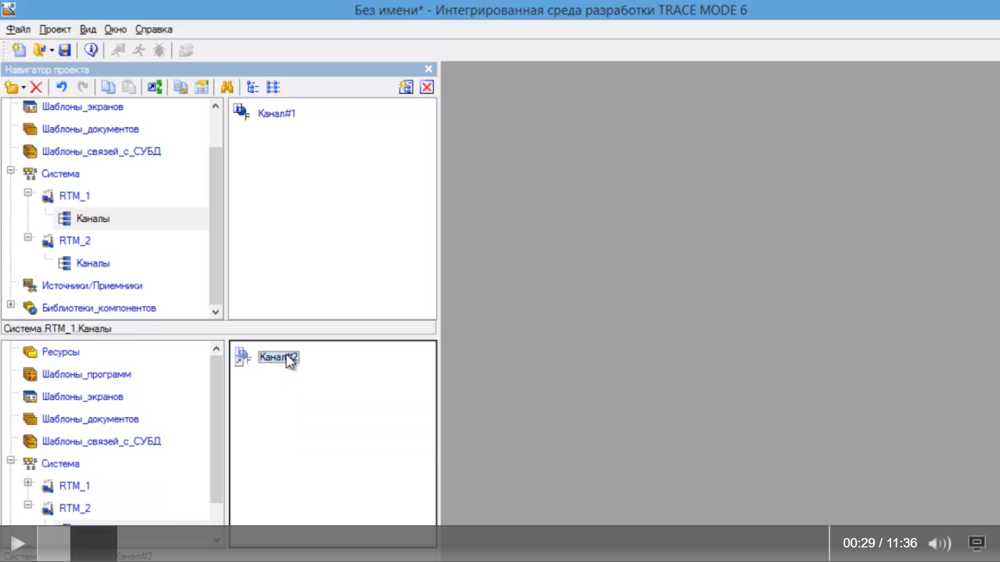 Без имени* - Интегрированная среда разработки TRACE MODE 6
Файл Проект Вид Окно Справка
Навигатор проекта
Шаблоны_экранов
Шаблоны_документов
Шаблоны_связей_с_СУБД
Система
RTM_1
Каналы
RTM_2
Каналы
Источники/Приемники
Библиотеки_компонентов
Канал#1
Система.RTM_1.Каналы
Ресурсы
Шаблоны_программ
Шаблоны_экранов
Шаблоны_документов
Шаблоны_связей_с_СУБД
Система
RTM_1
RTM_2
Канал#2
Канал#2
00:29 / 11:36